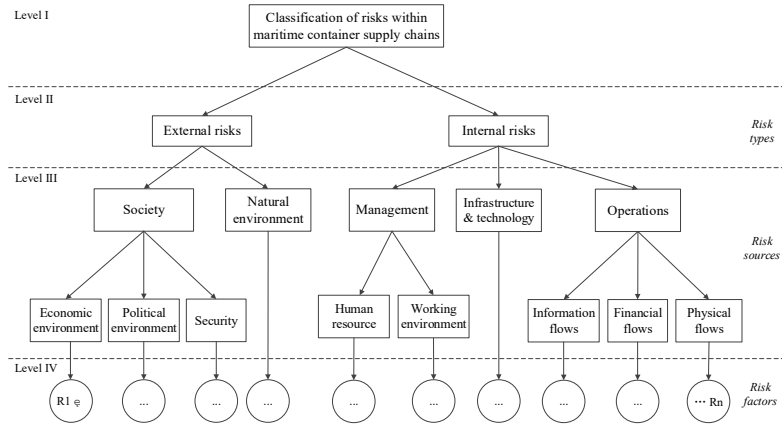 Level I
Classification of risks within
maritime container supply chains
Level II
External risks
Internal risks
Risk
types
Level III
Society
Natural
environment
Management
Infrastructure
& technology
Operations
Risk
sources
Economic
environment
Political
environment
Security
Human
resource
Working
environment
Information
flows
Financial
flows
Physical
flows
Level IV
R1
...
...
...
...
...
...
...
...
··· Rn
Risk
factors